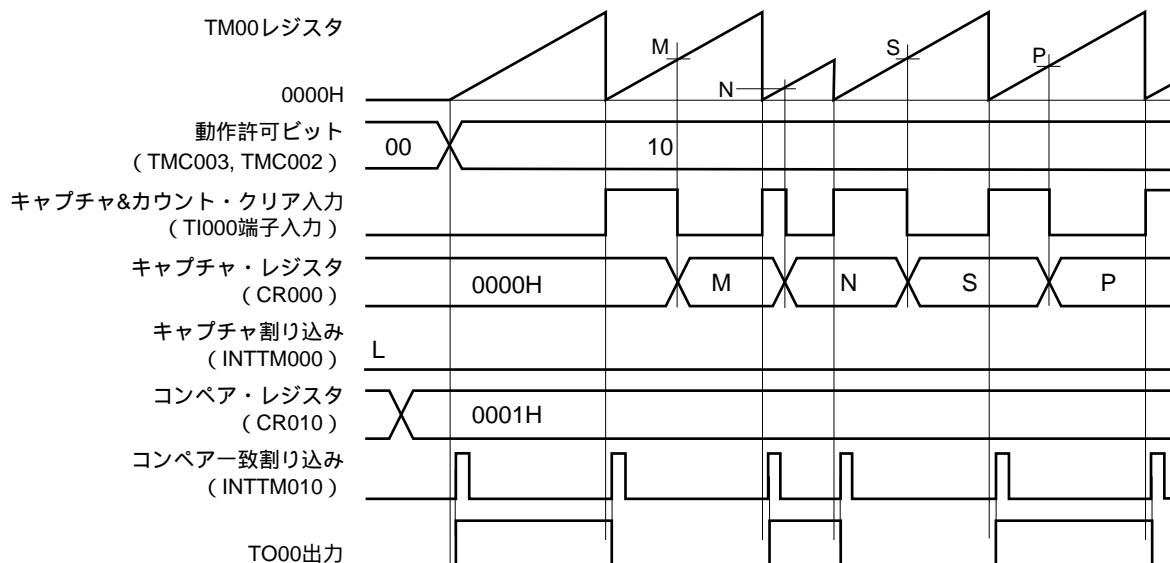 TM00レジスタ
M
S
P
N
0000H
動作許可ビット
（TMC003, TMC002）
00
10
キャプチャ&カウント・クリア入力
（TI000端子入力）
キャプチャ・レジスタ
（CR000）
0000H
M
N
S
P
キャプチャ割り込み
（INTTM000）
L
コンペア・レジスタ
（CR010）
0001H
コンペア一致割り込み
（INTTM010）
TO00出力